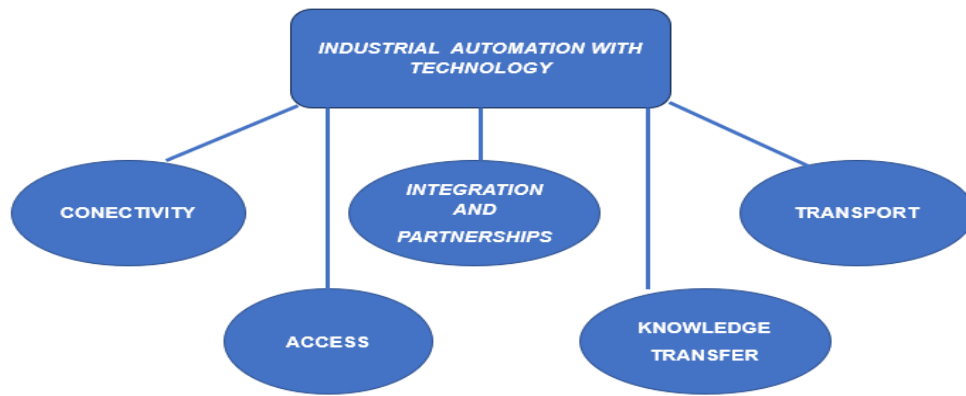 INDUSTRIAL AUTOMATION WITH
TECHNOLOGY
CONECTIVITY
INTEGRATION
AND
PARTNERSHIPS
TRANSPORT
ACCESS
KNOWLEDGE
TRANSFER